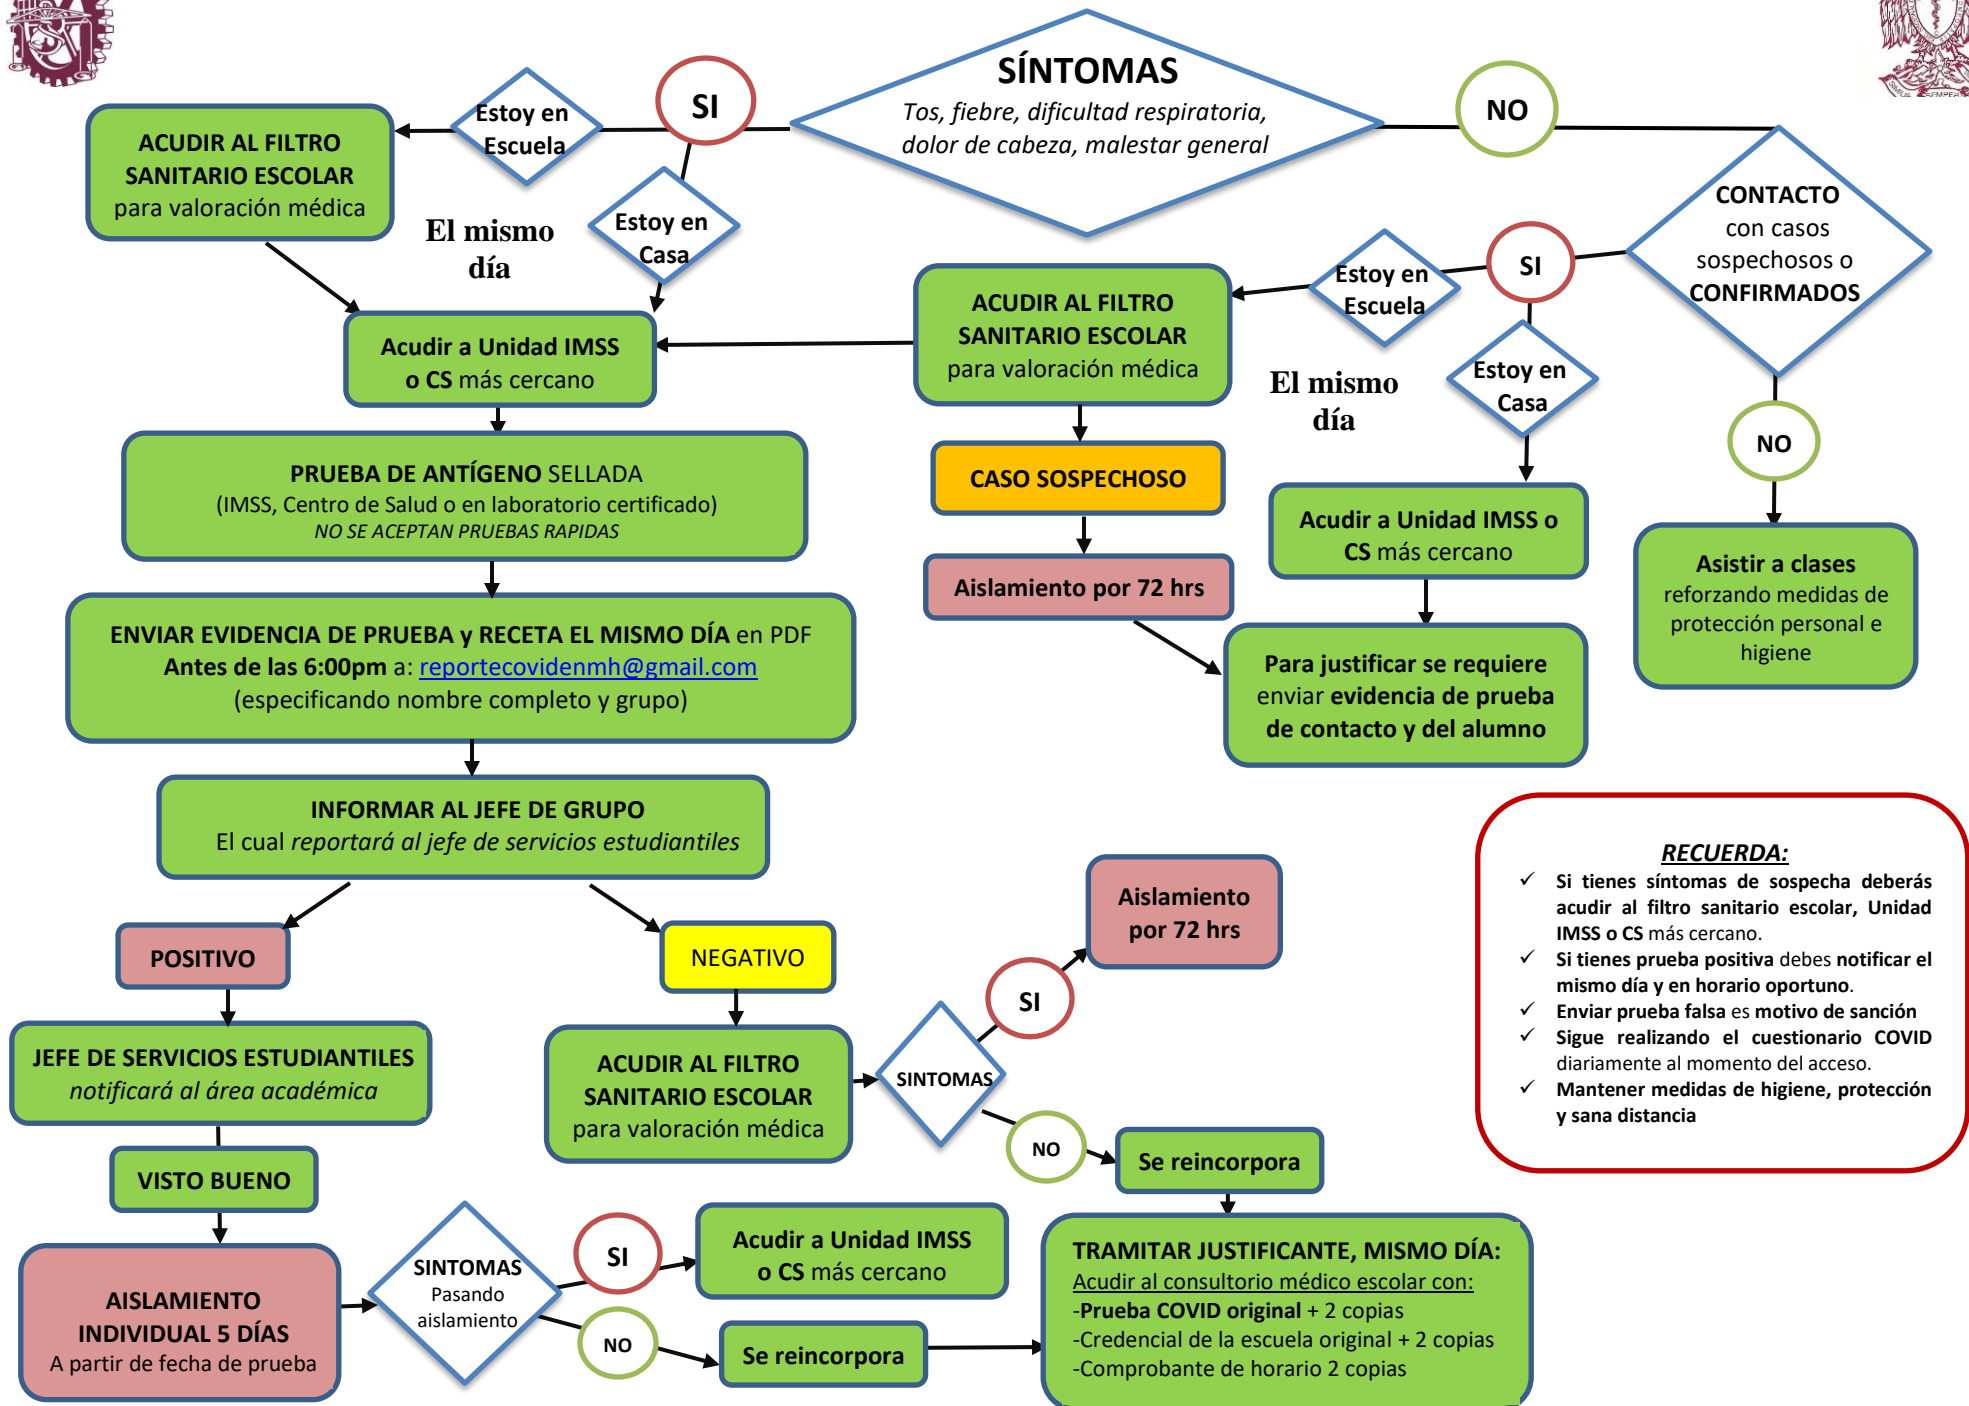 SÍNTOMAS
Tos, fiebre, dificultad respiratoria,
dolor de cabeza, malestar general
SI
NO
Estoy en
Escuela
ACUDIR AL FILTRO
SANITARIO ESCOLAR
para valoración médica
El mismo
día
Estoy en
Casa
CONTACTO
con casos
sospechosos o
CONFIRMADOS
SI
Estoy en
Escuela
ACUDIR AL FILTRO
SANITARIO ESCOLAR
para valoración médica
El mismo
día
Estoy en
Casa
NO
Acudir a Unidad IMSS
o CS más cercano
PRUEBA DE ANTÍGENO SELLADA
(IMSS, Centro de Salud o en laboratorio certificado)
NO SE ACEPTAN PRUEBAS RAPIDAS
CASO SOSPECHOSO
Aislamiento por 72 hrs
Acudir a Unidad IMSS o
CS más cercano
Asistir a clases
reforzando medidas de
protección personal e
higiene
ENVIAR EVIDENCIA DE PRUEBA y RECETA EL MISMO DÍA en PDF
Antes de las 6:00pm a: reportecovidenmh@gmail.com
(especificando nombre completo y grupo)
Para justificar se requiere
enviar evidencia de prueba
de contacto y del alumno
INFORMAR AL JEFE DE GRUPO
El cual reportará al jefe de servicios estudiantiles
POSITIVO
NEGATIVO
JEFE DE SERVICIOS ESTUDIANTILES
notificará al área académica
VISTO BUENO
AISLAMIENTO
INDIVIDUAL 5 DÍAS
A partir de fecha de prueba
ACUDIR AL FILTRO
SANITARIO ESCOLAR
para valoración médica
SINTOMAS
SI
Aislamiento
por 72 hrs
NO
Se reincorpora
SINTOMAS
Pasando
aislamiento
SI
Acudir a Unidad IMSS
o CS más cercano
NO
Se reincorpora
TRAMITAR JUSTIFICANTE, MISMO DÍA:
Acudir al consultorio médico escolar con:
-Prueba COVID original + 2 copias
-Credencial de la escuela original + 2 copias
-Comprobante de horario 2 copias
RECUERDA:
✓ Si tienes síntomas de sospecha deberás
acudir al filtro sanitario escolar, Unidad
IMSS o CS más cercano.
✓ Si tienes prueba positiva debes notificar el
mismo día y en horario oportuno.
✓ Enviar prueba falsa es motivo de sanción
✓ Sigue realizando el cuestionario COVID
diariamente al momento del acceso.
✓ Mantener medidas de higiene, protección
y sana distancia